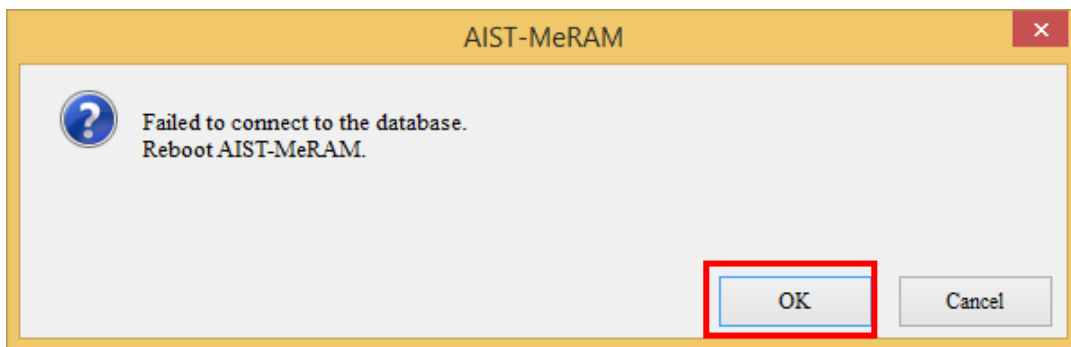 AIST-MeRAM
Failed to connect to the database.
Reboot AIST-MeRAM.
OK
Cancel